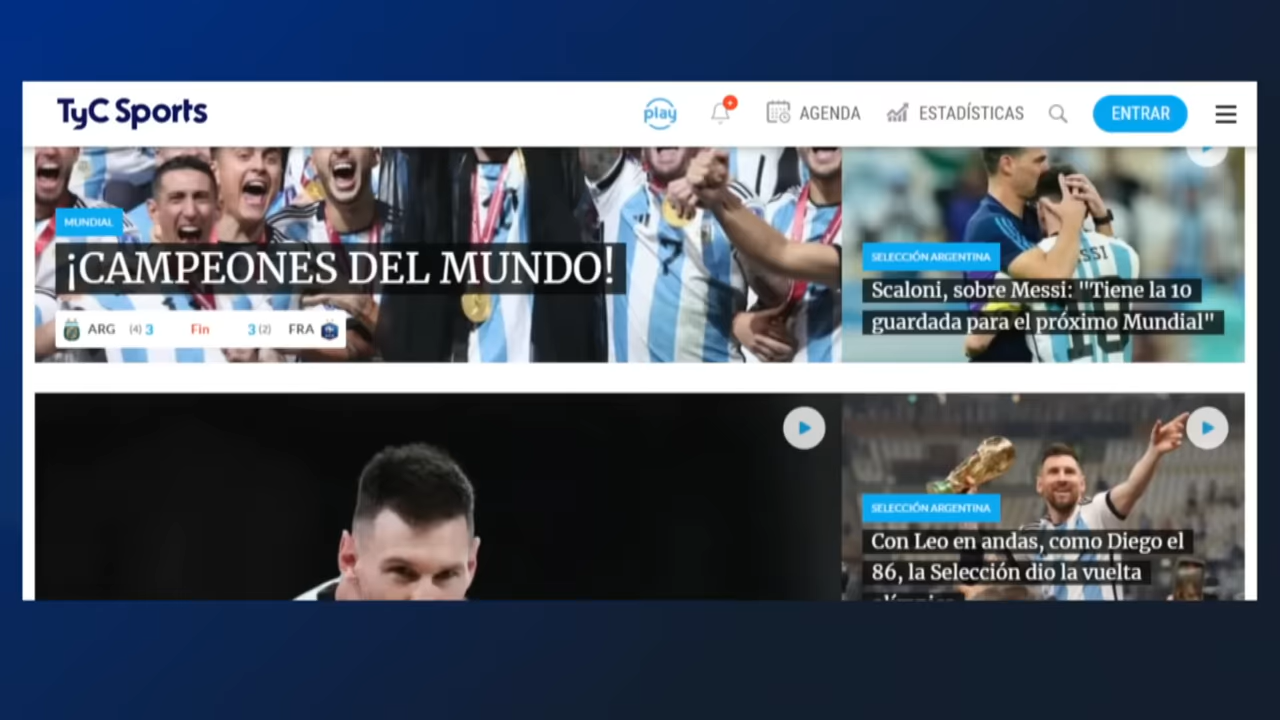 TyC Sports
play
AGENDA
ESTADÍSTICAS
ENTRAR
MUNDIAL
¡CAMPEONES DEL MUNDO!
ARG (4) 3 Fin 3 (2) FRA
SELECCIÓN ARGENTINA
Scaloni, sobre Messi: "Tiene la 10
guardada para el próximo Mundial"
SELECCIÓN ARGENTINA
Con Leo en andas, como Diego el
86, la Selección dio la vuelta